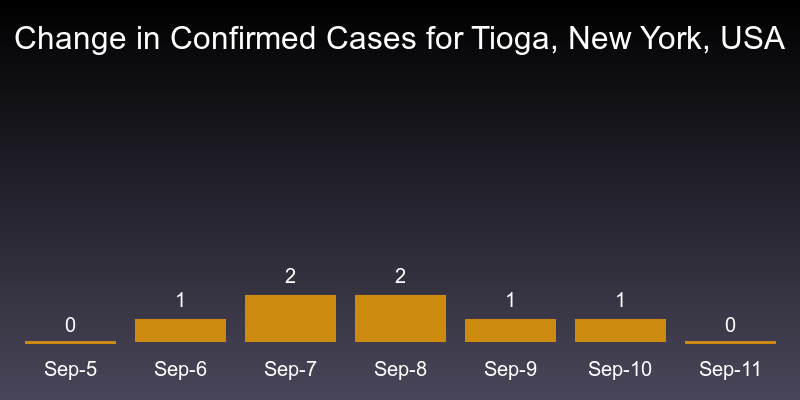 Change in Confirmed Cases for Tioga, New York, USA
0 1 2 2 1 1 0
Sep-5 Sep-6 Sep-7 Sep-8 Sep-9 Sep-10 Sep-11